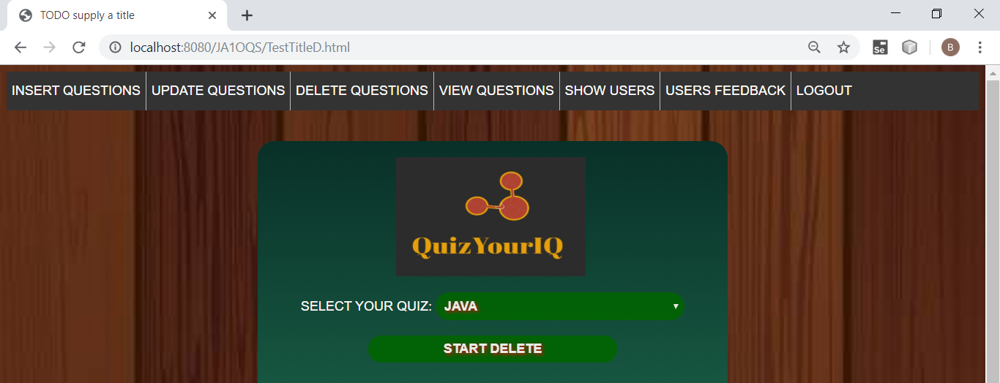 TODO supply a title
localhost:8080/JA1OQS/TestTitleD.html
Se
B
INSERT QUESTIONS UPDATE QUESTIONS DELETE QUESTIONS VIEW QUESTIONS SHOW USERS USERS FEEDBACK LOGOUT
QuizYourIQ
SELECT YOUR QUIZ: JAVA
START DELETE